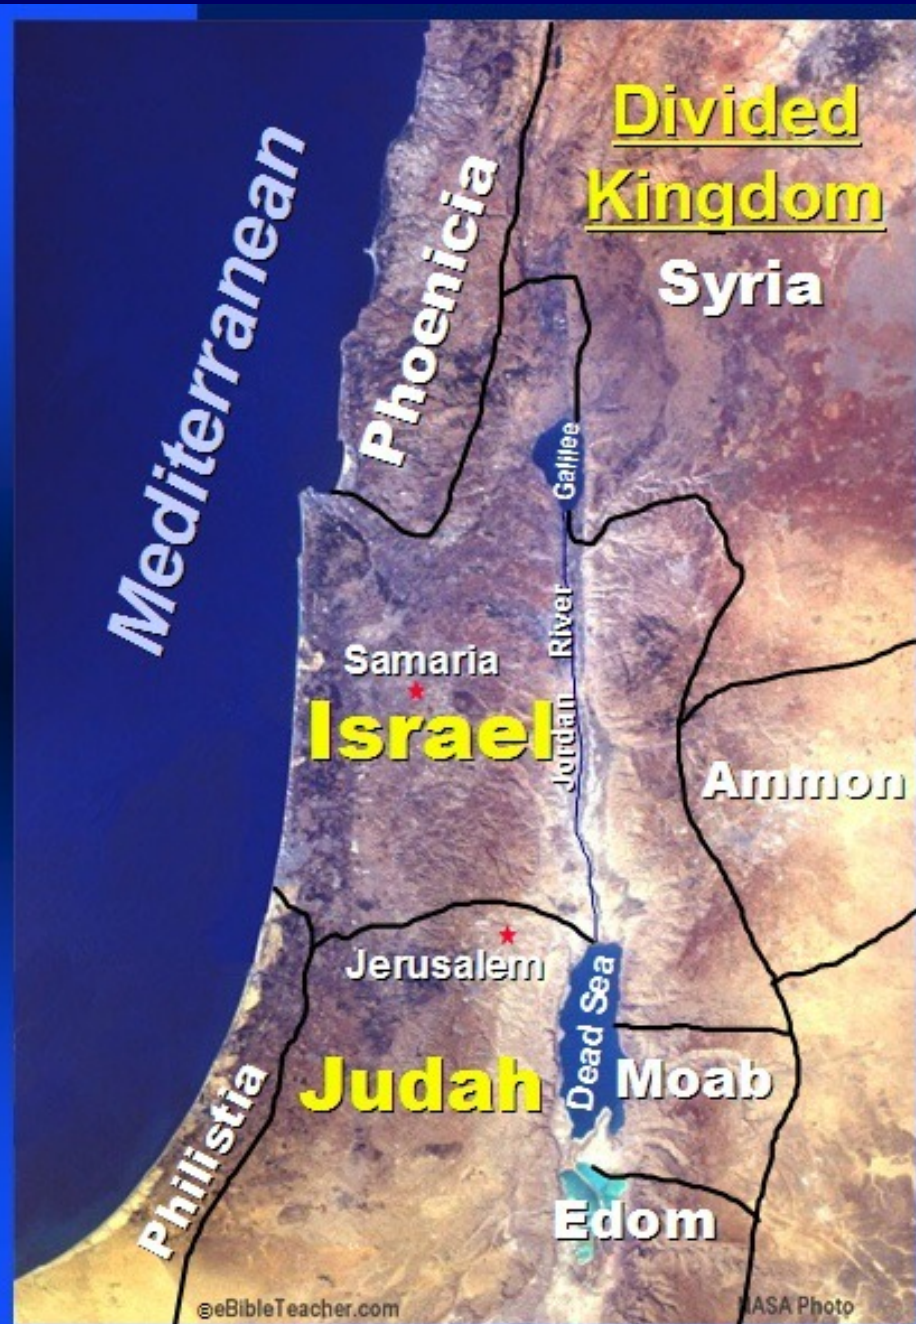 Divided
Kingdom
Syria
Phoenicia
Mediterranean
Galilee
Jordan River
Samaria
Israel
Ammon
Jerusalem
Dead Sea
Judah
Moab
Philistia
Edom
©eBibleTeacher.com
NASA Photo